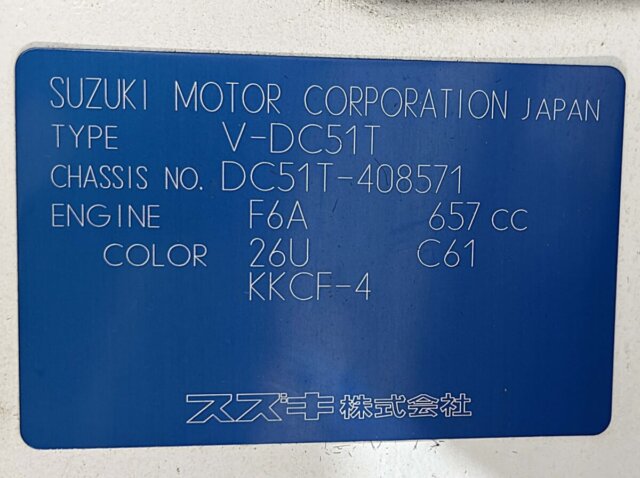 SUZUKI MOTOR CORPORATION JAPAN
TYPE V-DC51T
CHASSIS NO. DC51T-408571
ENGINE F6A 657 cc
COLOR 26U C61
KKCF-4
スズキ株式会社